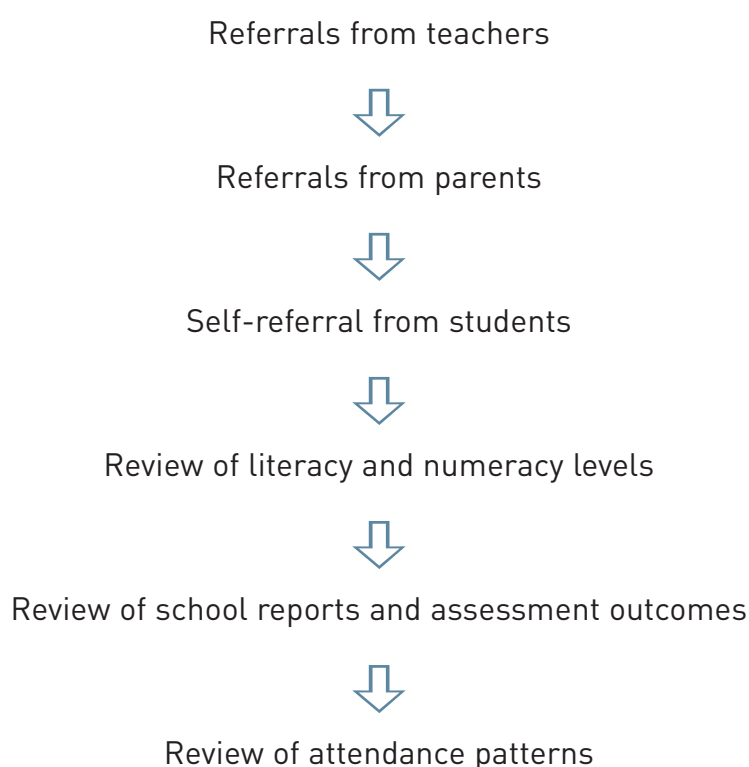 Referrals from teachers
Referrals from parents
Self-referral from students
Review of literacy and numeracy levels
Review of school reports and assessment outcomes
Review of attendance patterns